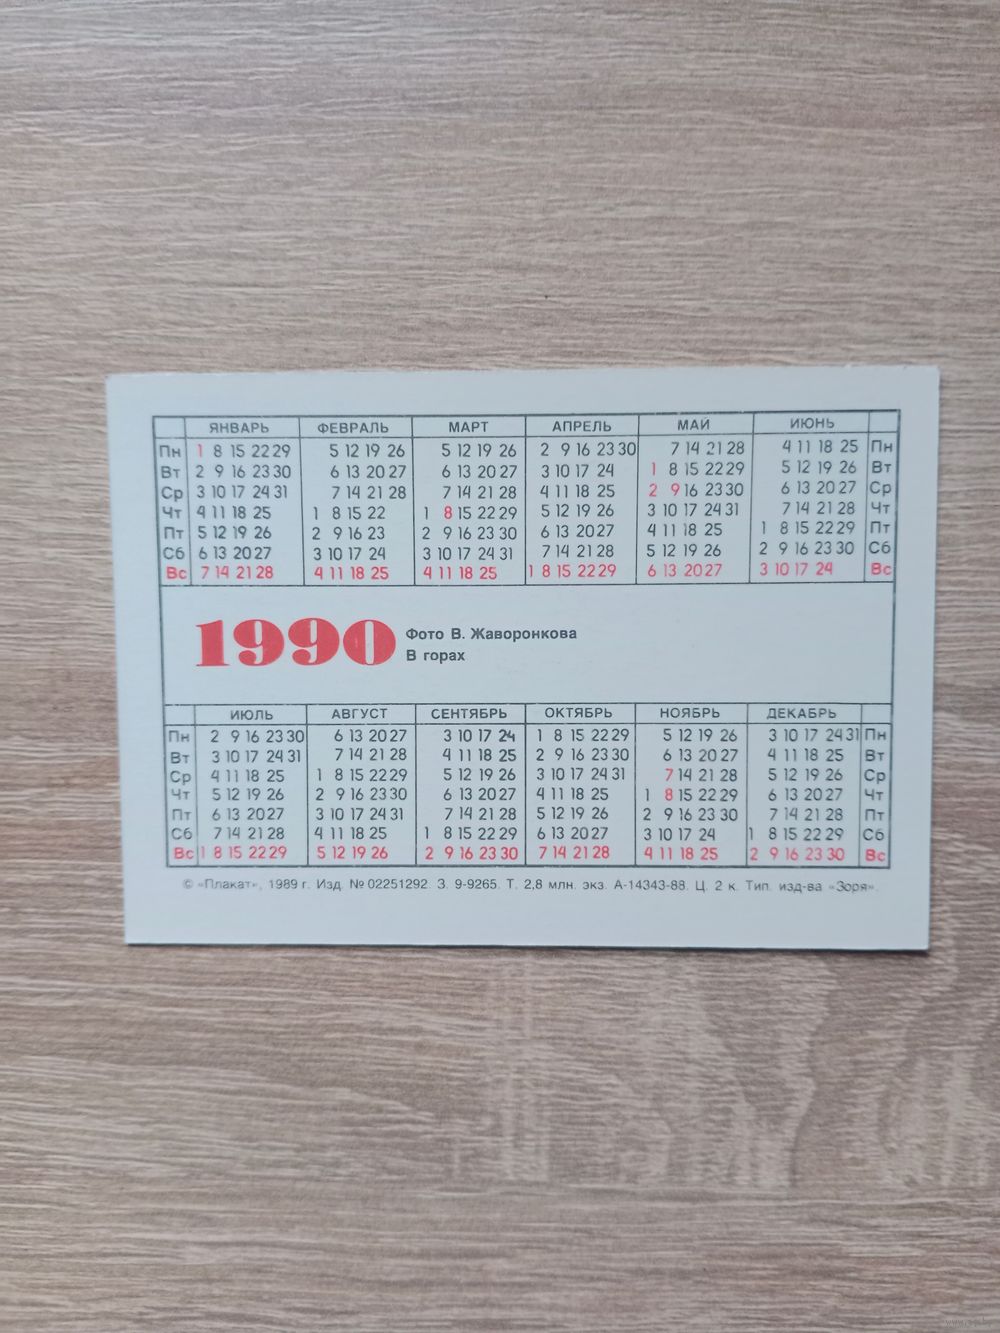 ЯНВАРЬ ФЕВРАЛЬ МАРТ АПРЕЛЬ МАЙ ИЮНЬ
Пн 1 8 15 22 29 5 12 19 26 5 12 19 26 2 9 16 23 30 7 14 21 28 4 11 18 25 Пн
Вт 2 9 16 23 30 6 13 20 27 6 13 20 27 3 10 17 24 1 8 15 22 29 5 12 19 26 Вт
Ср 3 10 17 24 31 7 14 21 28 7 14 21 28 4 11 18 25 2 9 16 23 30 6 13 20 27 Ср
Чт 4 11 18 25 1 8 15 22 1 8 15 22 29 5 12 19 26 3 10 17 24 31 7 14 21 28 Чт
Пт 5 12 19 26 2 9 16 23 2 9 16 23 30 6 13 20 27 4 11 18 25 1 8 15 22 29 Пт
Сб 6 13 20 27 3 10 17 24 3 10 17 24 31 7 14 21 28 5 12 19 26 2 9 16 23 30 Сб
Вс 7 14 21 28 4 11 18 25 4 11 18 25 1 8 15 22 29 6 13 20 27 3 10 17 24 Вс
1990 Фото В. Жаворонкова
В горах
ИЮЛЬ АВГУСТ СЕНТЯБРЬ ОКТЯБРЬ НОЯБРЬ ДЕКАБРЬ
Пн 2 9 16 23 30 6 13 20 27 3 10 17 24 1 8 15 22 29 5 12 19 26 3 10 17 24 31 Пн
Вт 3 10 17 24 31 7 14 21 28 4 11 18 25 2 9 16 23 30 6 13 20 27 4 11 18 25 Вт
Ср 4 11 18 25 1 8 15 22 29 5 12 19 26 3 10 17 24 31 7 14 21 28 5 12 19 26 Ср
Чт 5 12 19 26 2 9 16 23 30 6 13 20 27 4 11 18 25 1 8 15 22 29 6 13 20 27 Чт
Пт 6 13 20 27 3 10 17 24 31 7 14 21 28 5 12 19 26 2 9 16 23 30 7 14 21 28 Пт
Сб 7 14 21 28 4 11 18 25 1 8 15 22 29 6 13 20 27 3 10 17 24 1 8 15 22 29 Сб
Вс 1 8 15 22 29 5 12 19 26 2 9 16 23 30 7 14 21 28 4 11 18 25 2 9 16 23 30 Вс
© «Плакат», 1989 г. Изд. № 02251292. З. 9-9265. Т. 2,8 млн. экз. А-14343-88. Ц. 2 к. Тип. изд-ва «Зоря».